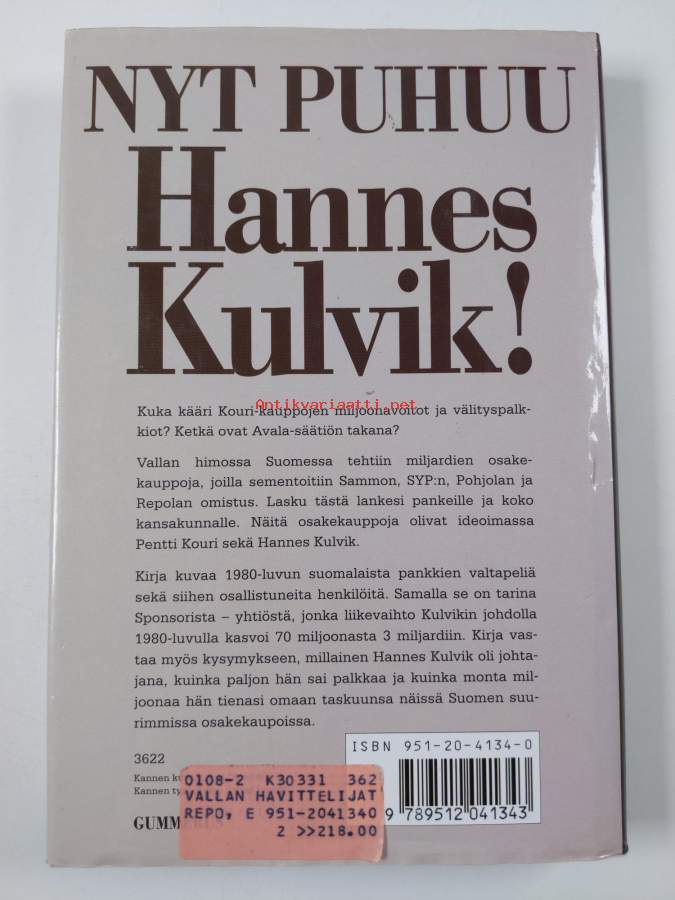 NYT PUHUU
Hannes
Kulvik!
Antikvariaatti.net
Kuka kääri Kouri-kauppojen miljoonavoitot ja välityspalk-
kiot? Ketkä ovat Avala-säätiön takana?
Vallan himossa Suomessa tehtiin miljardien osake-
kauppoja, joilla sementoitiin Sammon, SYP:n, Pohjolan ja
Repolan omistus. Lasku tästä lankesi pankeille ja koko
kansakunnalle. Näitä osakekauppoja olivat ideoimassa
Pentti Kouri sekä Hannes Kulvik.
Kirja kuvaa 1980-luvun suomalaista pankkien valtapeliä
sekä siihen osallistuneita henkilöitä. Samalla se on tarina
Sponsorista – yhtiöstä, jonka liikevaihto Kulvikin johdolla
1980-luvulla kasvoi 70 miljoonasta 3 miljardiin. Kirja vas-
taa myös kysymykseen, millainen Hannes Kulvik oli johta-
jana, kuinka paljon hän sai palkkaa ja kuinka monta mil-
joonaa hän tienasi omaan taskuunsa näissä Suomen suu-
rimmissa osakekaupoissa.
ISBN 951-20-4134-0
3622
Kannen
Kannen
0108-2 K30331 362
VALLAN HAVITTELIJAT
REPO, E 951-2041340
2 >>218.00
9 789512 041343
GUMMERUS